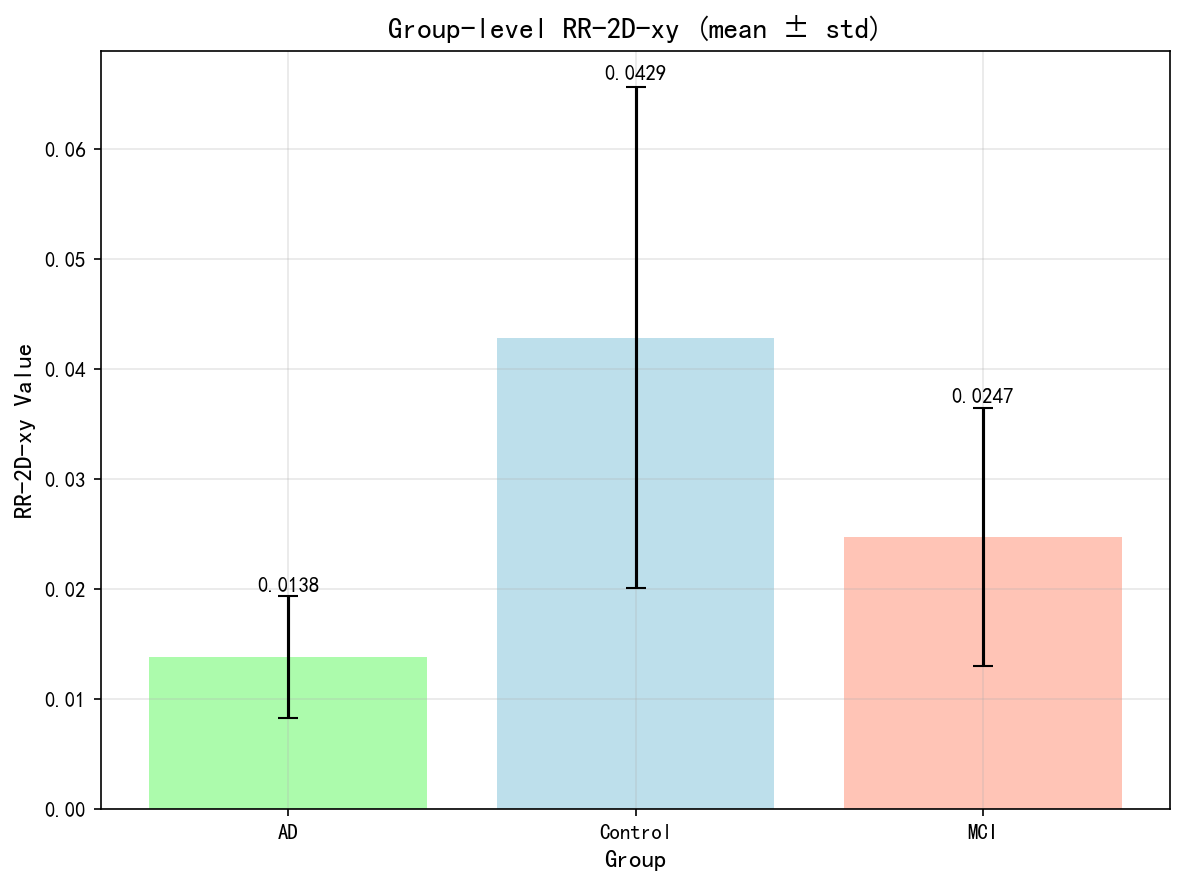 Group-level RR-2D-xy (mean ± std)
0.0429
0.06
0.05
0.04
0.0247
0.03
0.02
0.0138
0.01
0.00
RR-2D-xy Value
AD
Control
MCI
Group